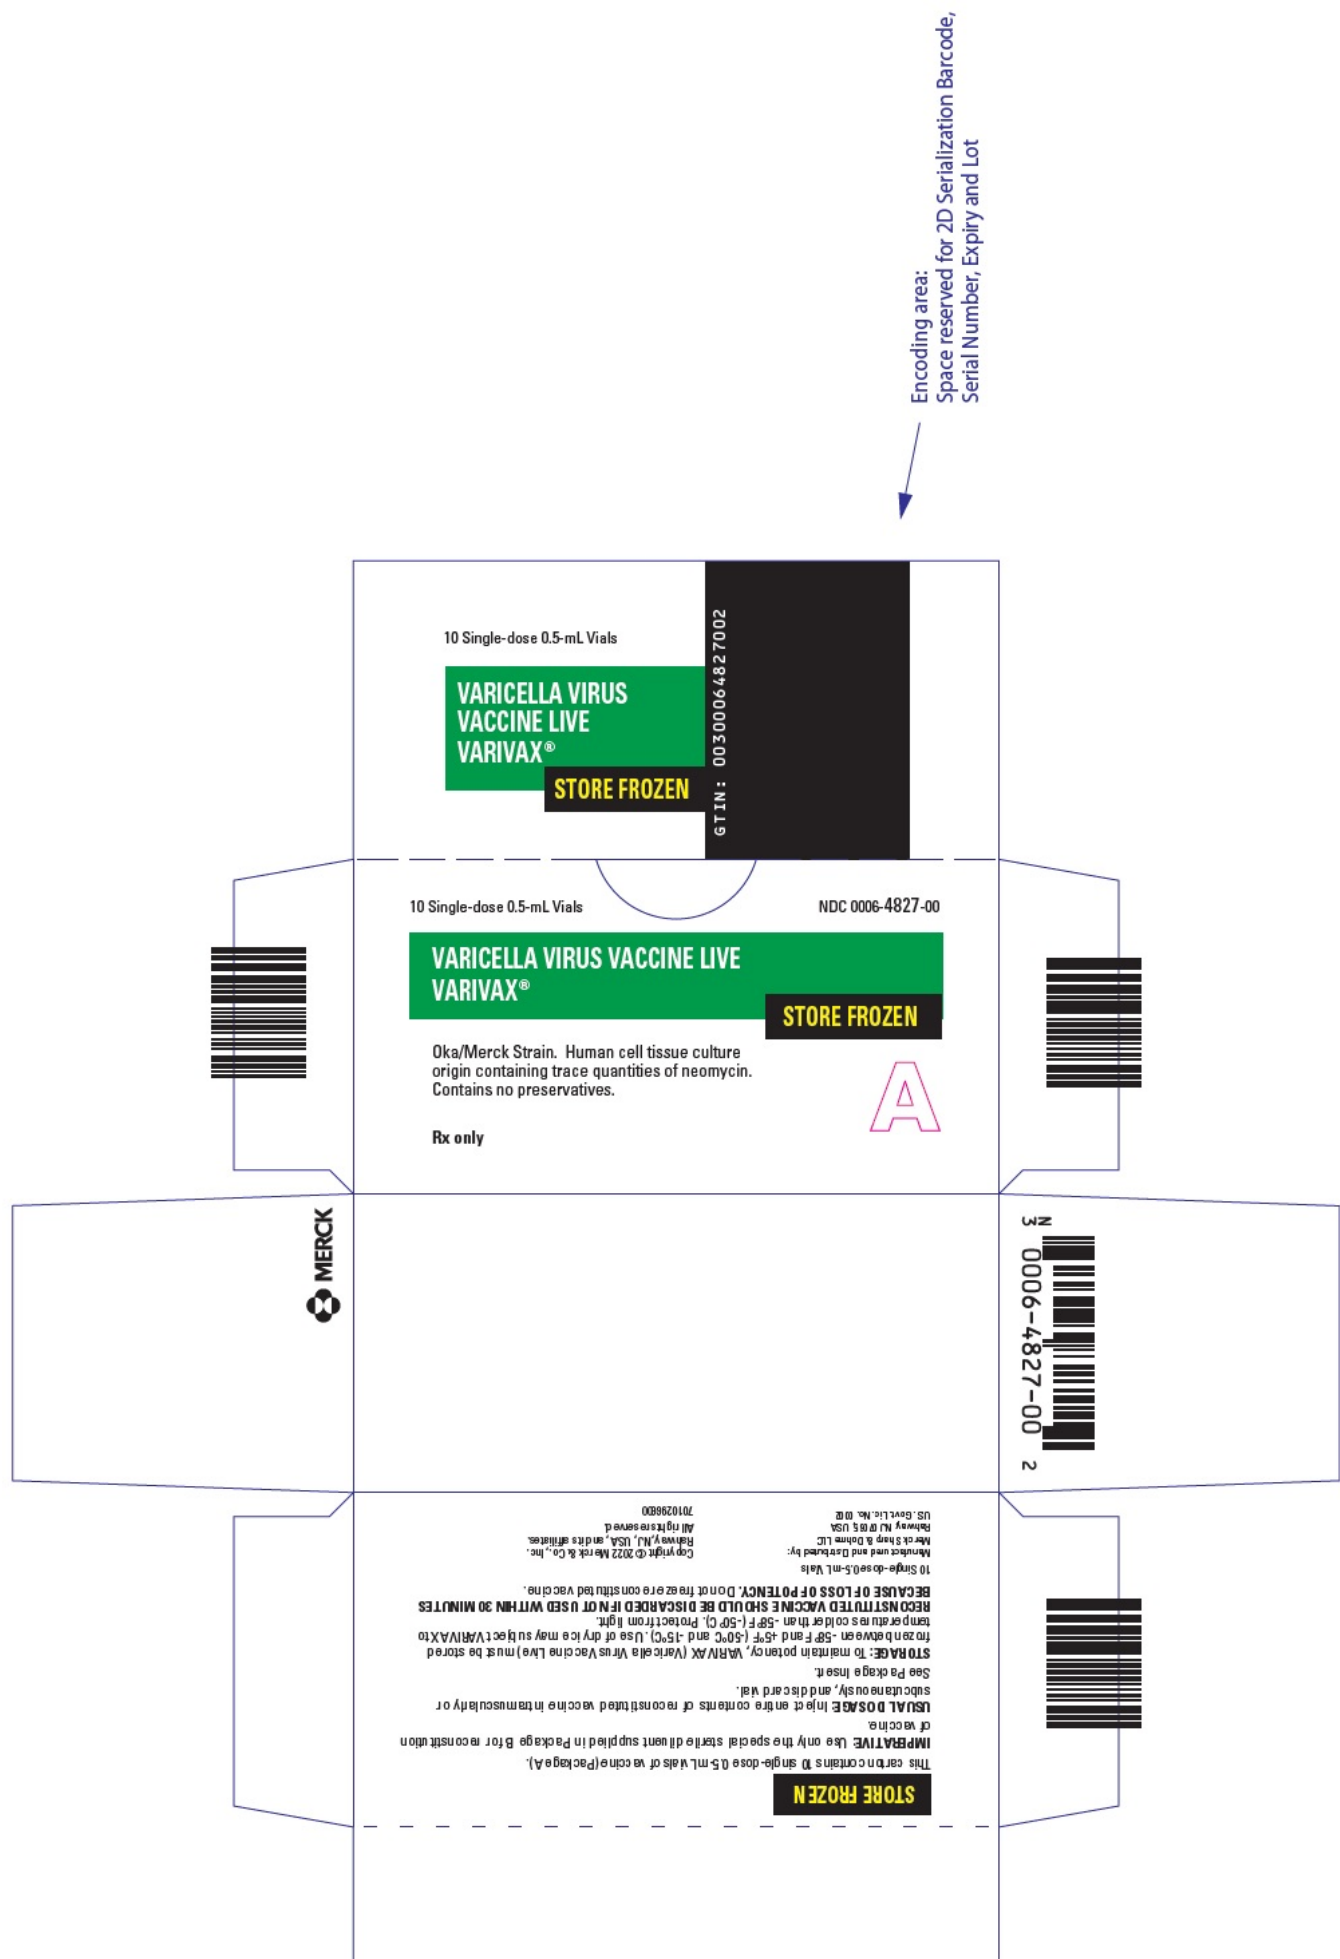 Encoding area:
Space reserved for 2D Serialization Barcode,
Serial Number, Expiry and Lot
10 Single-dose 0.5-mL Vials
VARICELLA VIRUS
VACCINE LIVE
VARIVAX®
STORE FROZEN
GTIN: 00300064827002
10 Single-dose 0.5-mL Vials
NDC 0006-4827-00
VARICELLA VIRUS VACCINE LIVE
VARIVAX®
STORE FROZEN
Oka/Merck Strain. Human cell tissue culture
origin containing trace quantities of neomycin.
Contains no preservatives.
A
Rx only
MERCK
N
3 0006-4827-00 2
STORE FROZEN
This carton contains 10 single-dose 0.5-mL vials of vaccine (Package A).
IMPERATIVE: Use only the special sterile diluent supplied in Package B for reconstitution
of vaccine.
USUAL DOSAGE: Inject entire contents of reconstituted vaccine intramuscularly or
subcutaneously, and discard vial.
See Package Insert.
STORAGE: To maintain potency, VARIVAX (Varicella Virus Vaccine Live) must be stored
frozen between -58°F and +5°F (-50°C and -15°C). Use of dry ice may subject VARIVAX to
temperatures colder than -58°F (-50°C). Protect from light.
RECONSTITUTED VACCINE SHOULD BE DISCARDED IF NOT USED WITHIN 30 MINUTES
BECAUSE OF LOSS OF POTENCY. Do not freeze reconstituted vaccine.
10 Single-dose 0.5-mL Vials
Manufactured and Distributed by:
Merck Sharp & Dohme LLC
Rahway, NJ 07065, USA
US Govt. Lic. No. 0002
Copyright © 2022 Merck & Co., Inc.,
Rahway, NJ, USA, and its affiliates.
All rights reserved.
7010296800